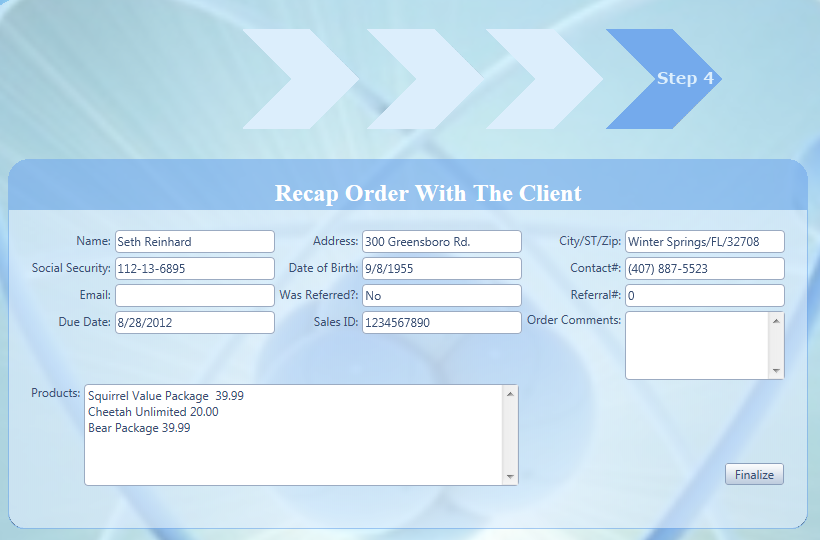 Step 4
Recap Order With The Client
Name: Seth Reinhard Address: 300 Greensboro Rd. City/ST/Zip: Winter Springs/FL/32708
Social Security: 112-13-6895 Date of Birth: 9/8/1955 Contact#: (407) 887-5523
Email: Was Referred?: No Referral#: 0
Due Date: 8/28/2012 Sales ID: 1234567890 Order Comments:
Products: Squirrel Value Package 39.99
Cheetah Unlimited 20.00
Bear Package 39.99
Finalize